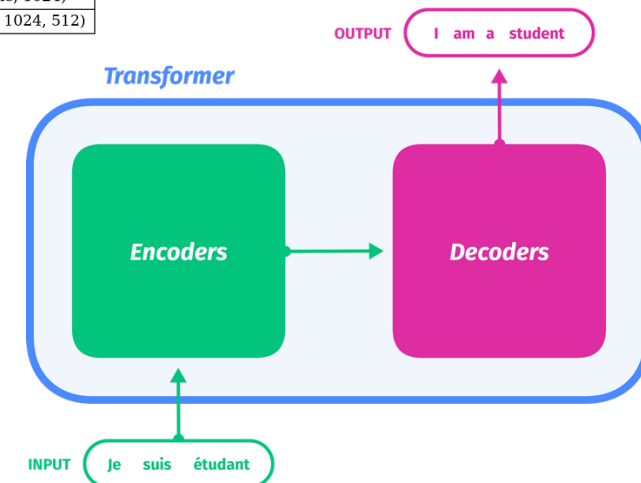 1024, 512)
OUTPUT I am a student
Transformer
Encoders Decoders
INPUT Je suis étudant